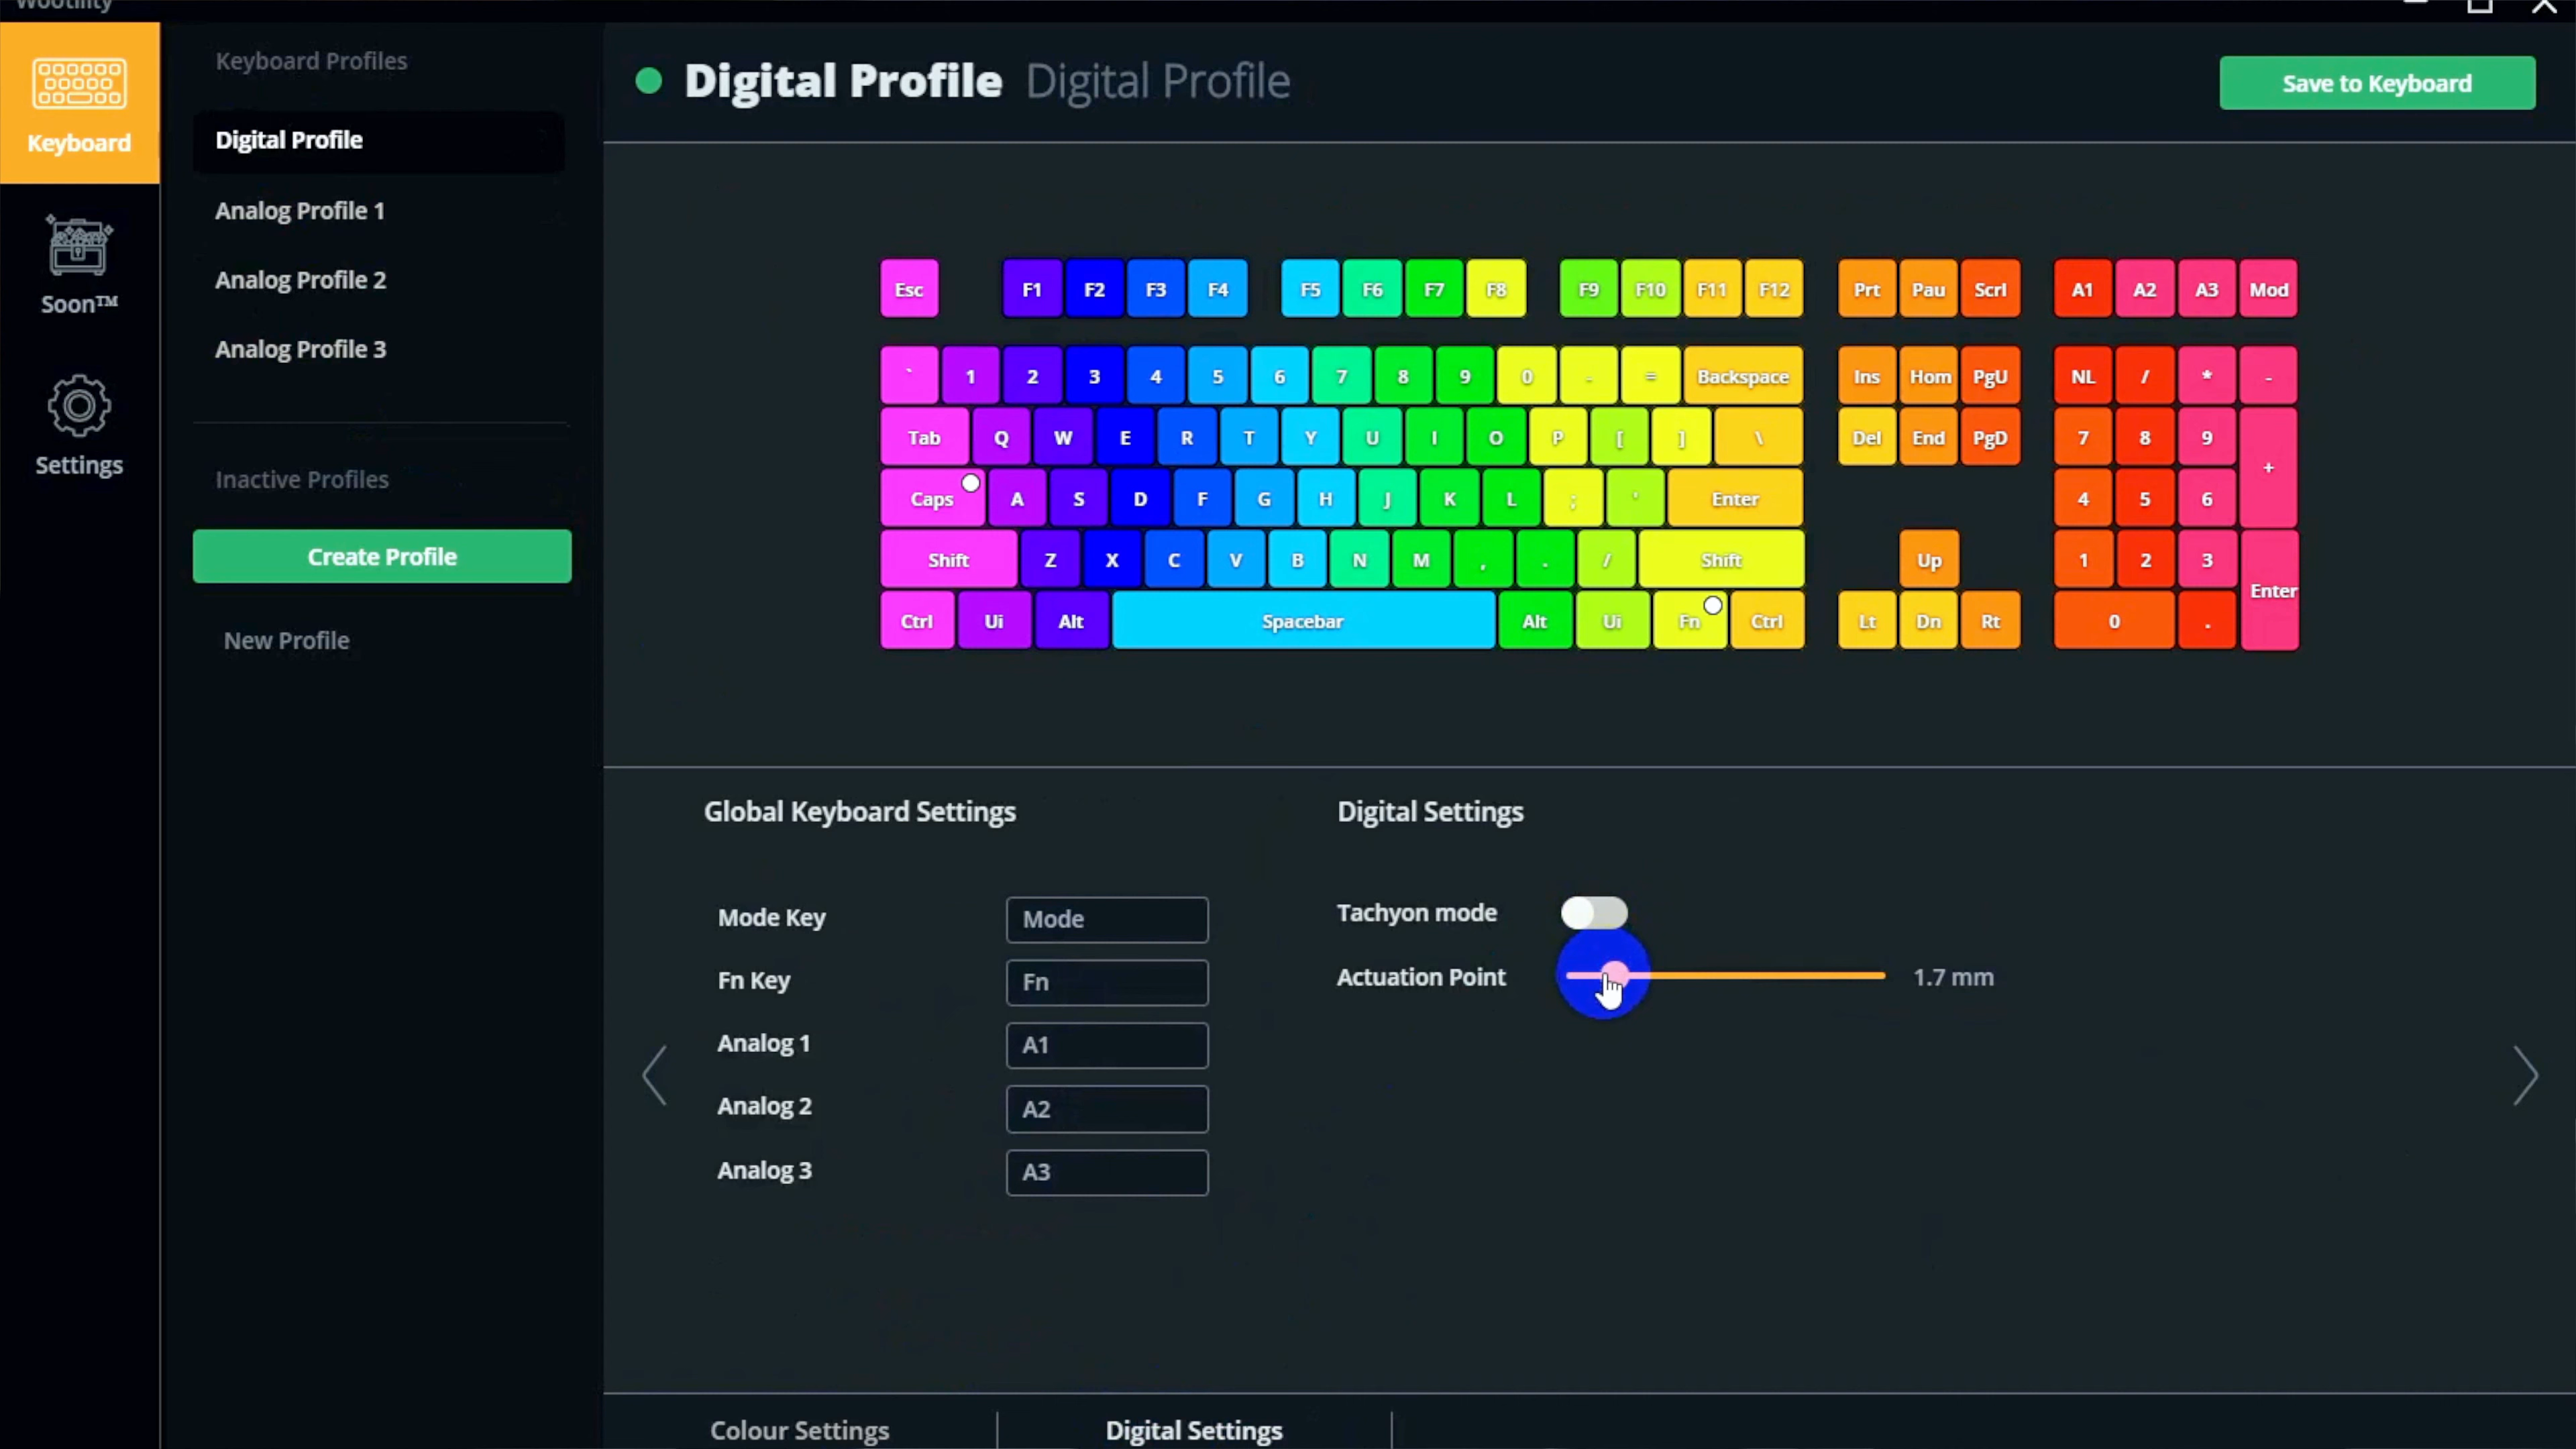 Wootility
Keyboard
Soon™
Settings
Keyboard Profiles
Digital Profile
Analog Profile 1
Analog Profile 2
Analog Profile 3
Inactive Profiles
Create Profile
New Profile
Digital Profile Digital Profile
Save to Keyboard
Esc F1 F2 F3 F4 F5 F6 F7 F8 F9 F10 F11 F12 Prt Pau Scrl A1 A2 A3 Mod
` 1 2 3 4 5 6 7 8 9 0 - = Backspace Ins Hom PgU NL / * -
Tab Q W E R T Y U I O P [ ] \ Del End PgD 7 8 9 +
Caps A S D F G H J K L ; ' Enter 4 5 6
Shift Z X C V B N M , . / Shift Up 1 2 3 Enter
Ctrl Ui Alt Spacebar Alt Ui Fn Ctrl Lt Dn Rt 0 .
Global Keyboard Settings
Mode Key Mode
Fn Key Fn
Analog 1 A1
Analog 2 A2
Analog 3 A3
Digital Settings
Tachyon mode
Actuation Point 1.7 mm
Colour Settings
Digital Settings